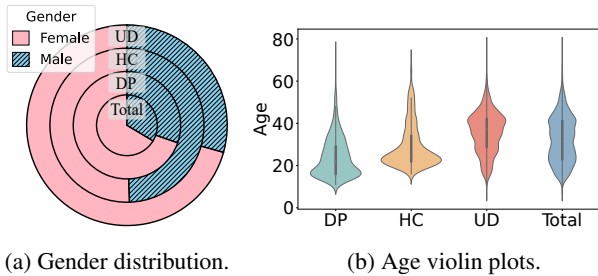 Gender
Female
Male
UD
HC
DP
Total
Age
80
60
40
20
0
DP HC UD Total
(a) Gender distribution.
(b) Age violin plots.